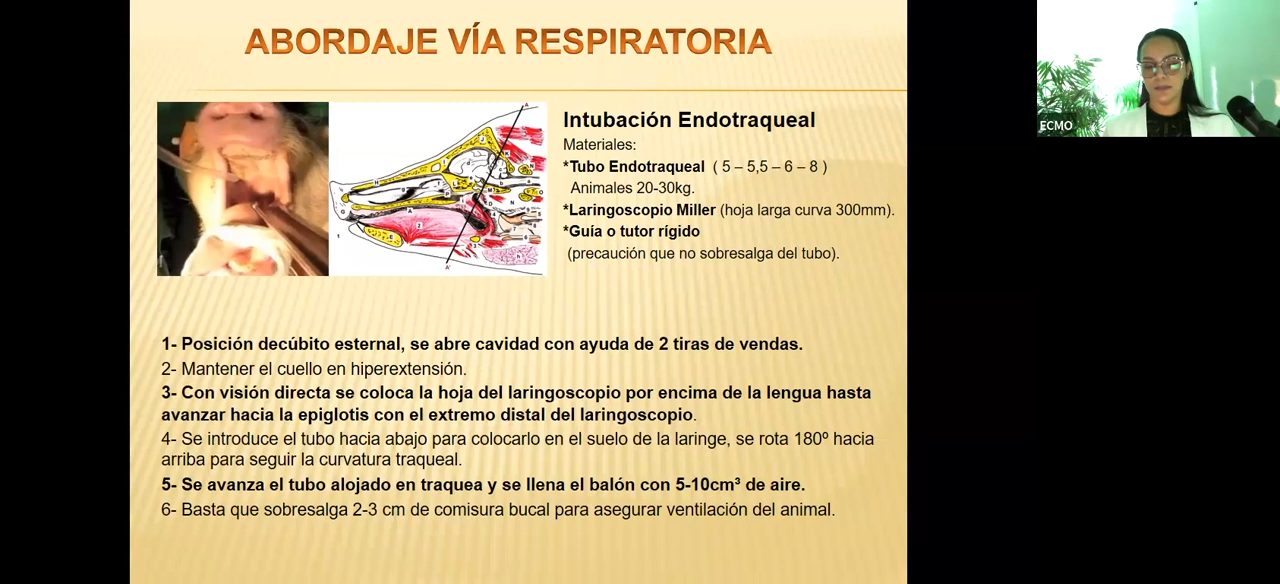 ABORDAJE VÍA RESPIRATORIA
ECMO
Intubación Endotraqueal
Materiales:
*Tubo Endotraqueal ( 5 – 5,5 – 6 – 8 )
Animales 20-30kg.
*Laringoscopio Miller (hoja larga curva 300mm).
*Guía o tutor rígido
(precaución que no sobresalga del tubo).
1- Posición decúbito esternal, se abre cavidad con ayuda de 2 tiras de vendas.
2- Mantener el cuello en hiperextensión.
3- Con visión directa se coloca la hoja del laringoscopio por encima de la lengua hasta
avanzar hacia la epiglotis con el extremo distal del laringoscopio.
4- Se introduce el tubo hacia abajo para colocarlo en el suelo de la laringe, se rota 180º hacia
arriba para seguir la curvatura traqueal.
5- Se avanza el tubo alojado en traquea y se llena el balón con 5-10cm³ de aire.
6- Basta que sobresalga 2-3 cm de comisura bucal para asegurar ventilación del animal.